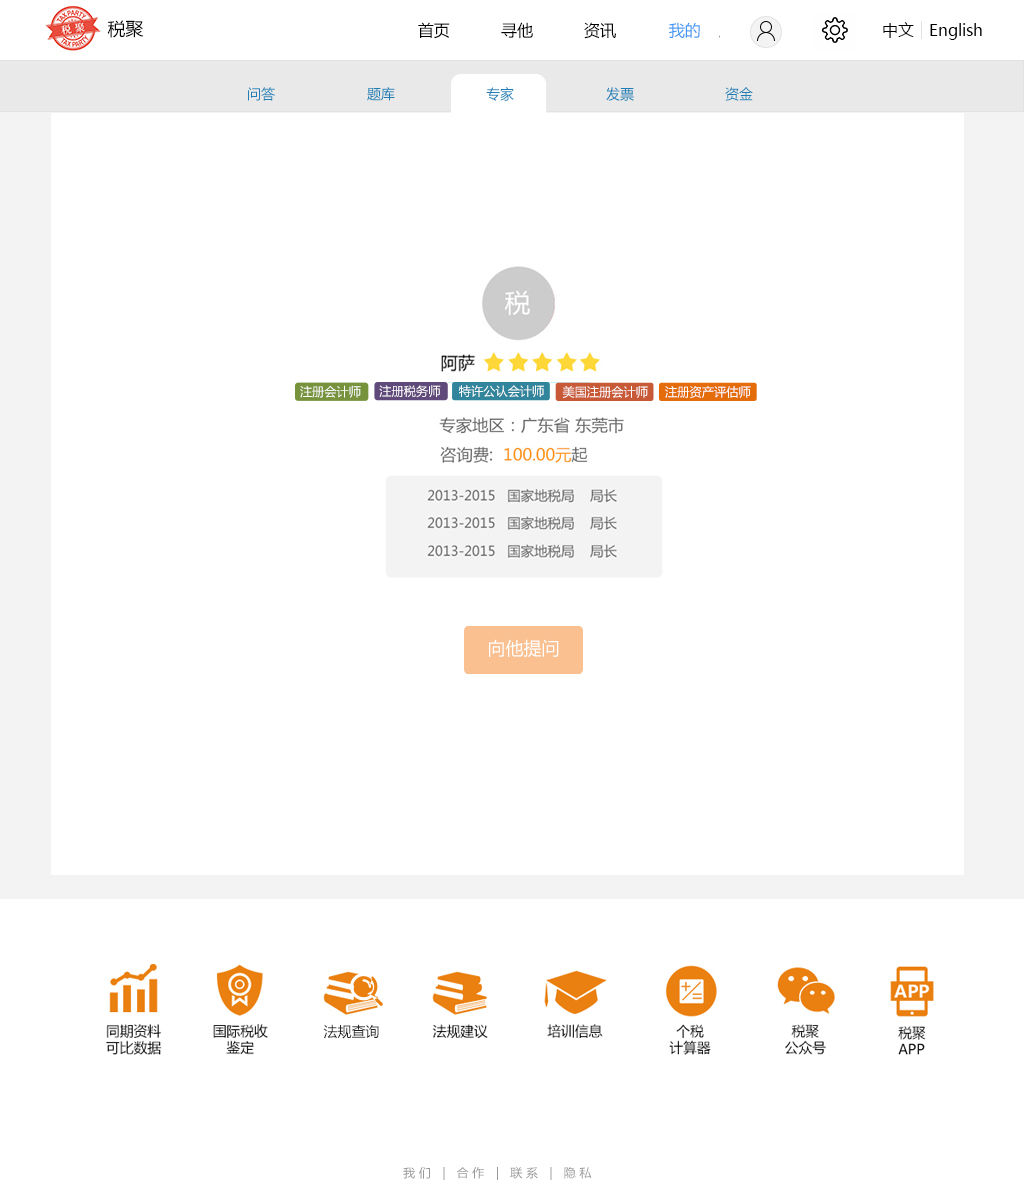 TAX PARTY 税聚 TAX PARTY
税聚 首页 寻他 资讯 我的 中文 English
问答 题库 专家 发票 资金
税
阿萨
注册会计师 注册税务师 特许公认会计师 美国注册会计师 注册资产评估师
专家地区：广东省 东莞市
咨询费: 100.00元起
2013-2015 国家地税局 局长
2013-2015 国家地税局 局长
2013-2015 国家地税局 局长
向他提问
APP
同期资料
可比数据
国际税收
鉴定
法规查询
法规建议
培训信息
个税
计算器
税聚
公众号
税聚
APP
我们 | 合作 | 联系 | 隐私